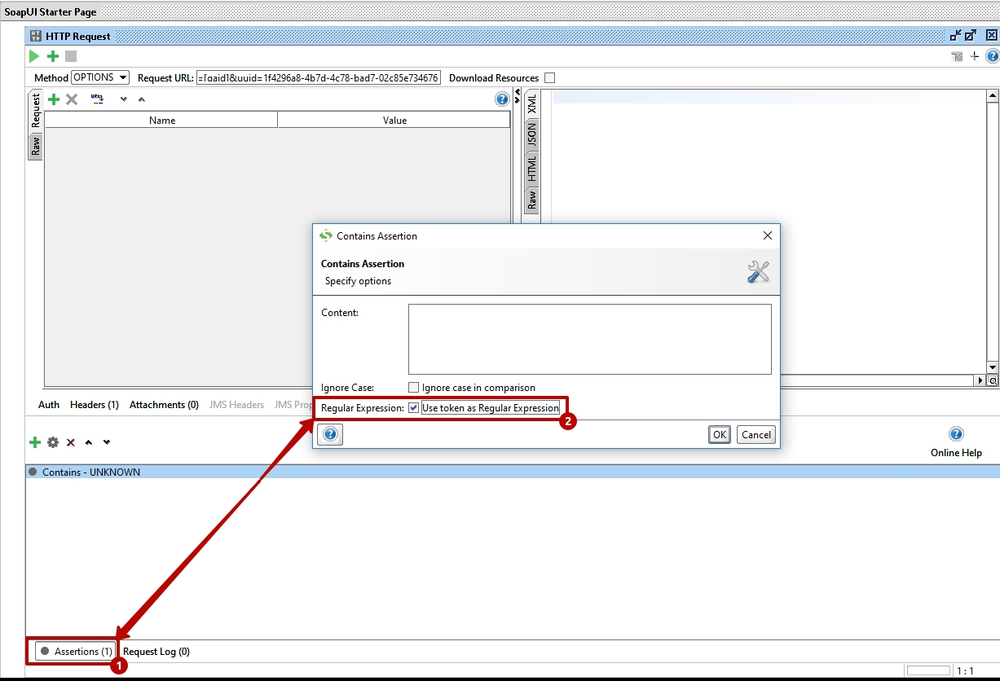 SoapUI Starter Page
HTTP Request
Method OPTIONS Request URL: =[gaid]&uuid=1f4296a8-4b7d-4c78-bad7-02c85e734676 Download Resources
Request
Raw
Name Value
XML
JSON
HTML
Raw
Contains Assertion
Contains Assertion
Specify options
Content:
Ignore Case: Ignore case in comparison
Regular Expression: Use token as Regular Expression
2
OK Cancel
Auth Headers (1) Attachments (0) JMS Headers JMS Prop
Online Help
Contains - UNKNOWN
Assertions (1) Request Log (0)
1
1 : 1